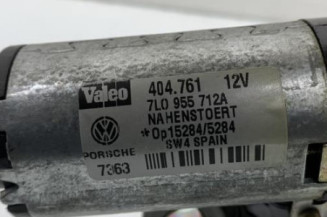 Valeo
404.761 12V
7L0 955 712A
NAHENSTOERT
*Op15284/5284
SW4 SPAIN
PORSCHE
7363